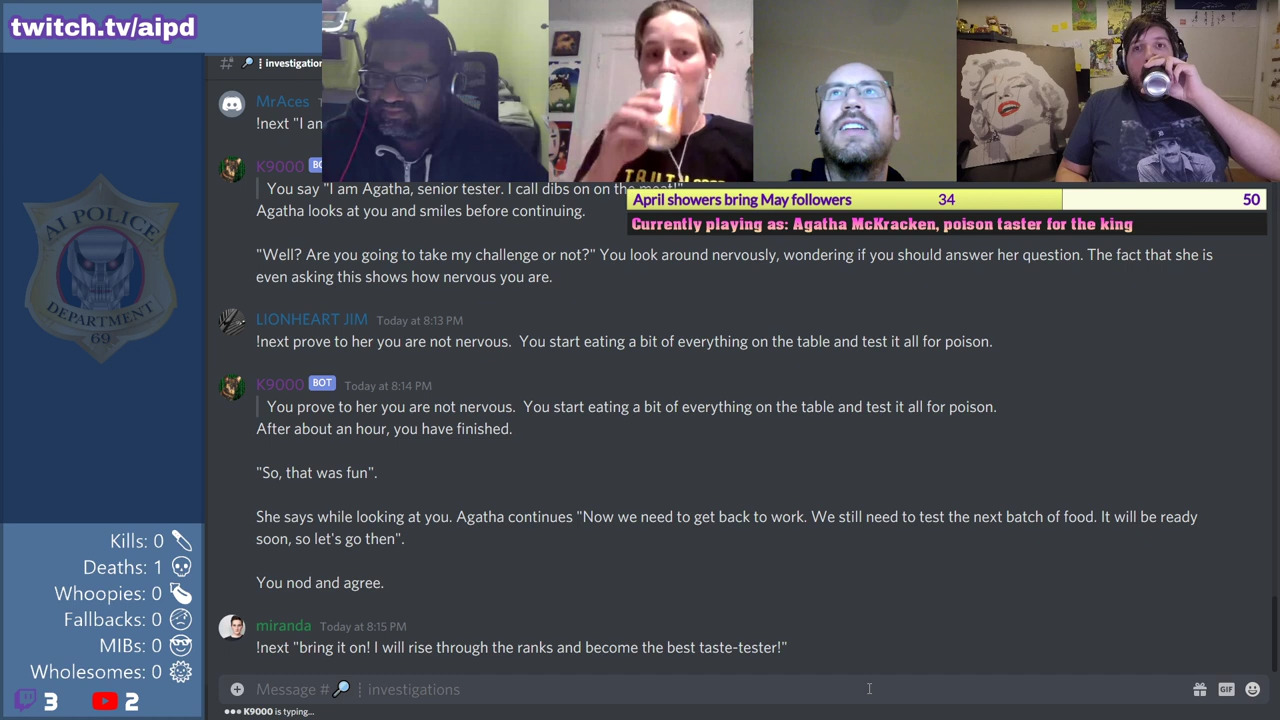 twitch.tv/aipd
# 🔎 ⁞ investigation
MrAces
!next "I an
K9000 BO
You say "I am Agatha, senior tester. I call dibs on on the meat!"
Agatha looks at you and smiles before continuing.
April showers bring May followers 34 50
Currently playing as: Agatha McKracken, poison taster for the king
"Well? Are you going to take my challenge or not?" You look around nervously, wondering if you should answer her question. The fact that she is
even asking this shows how nervous you are.
LIONHEART JIM Today at 8:13 PM
!next prove to her you are not nervous. You start eating a bit of everything on the table and test it all for poison.
K9000 BOT Today at 8:14 PM
You prove to her you are not nervous. You start eating a bit of everything on the table and test it all for poison.
After about an hour, you have finished.
"So, that was fun".
She says while looking at you. Agatha continues "Now we need to get back to work. We still need to test the next batch of food. It will be ready
soon, so let's go then".
You nod and agree.
miranda Today at 8:15 PM
!next "bring it on! I will rise through the ranks and become the best taste-tester!"
Message #🔎⁞investigations
GIF
K9000 is typing...
AI POLICE
DEPARTMENT
69
Kills: 0
Deaths: 1
Whoopies: 0
Fallbacks: 0
MIBs: 0
Wholesomes: 0
3 2